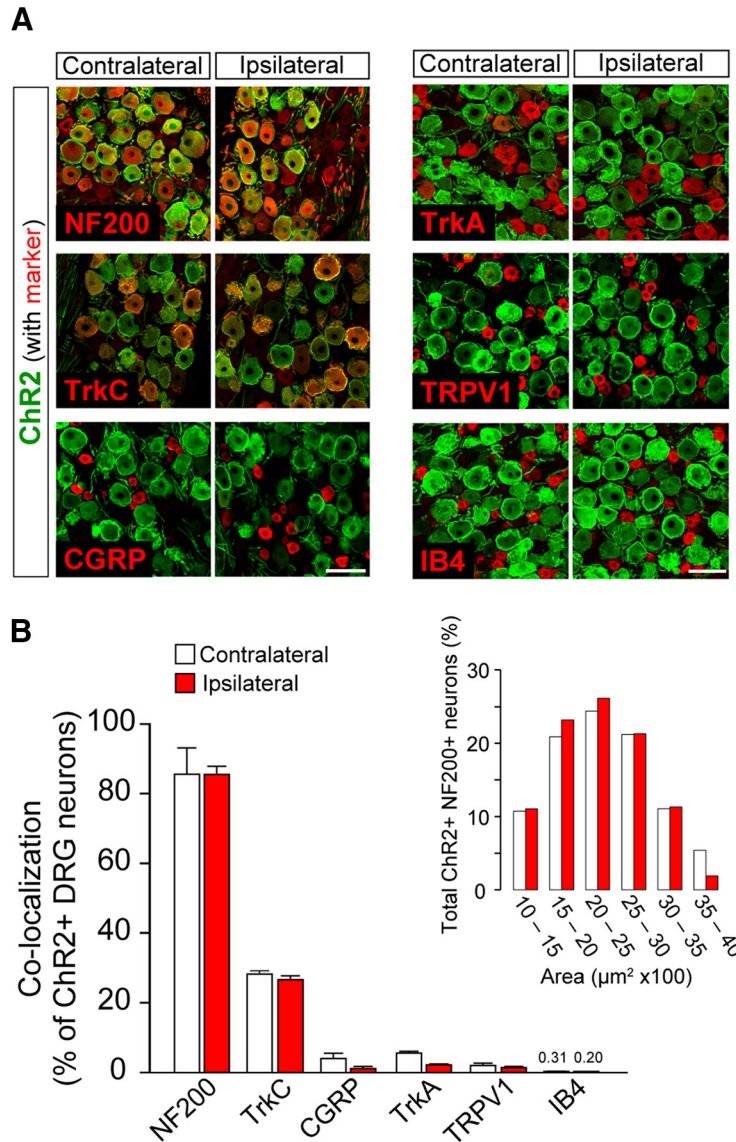 A
Contralateral
Ipsilateral
Contralateral
Ipsilateral
ChR2 (with marker)
NF200
TrkA
TrkC
TRPV1
CGRP
IB4
B
Contralateral
Ipsilateral
Co-localization
(% of ChR2+ DRG neurons)
100
80
60
40
20
0
0.31
0.20
NF200
TrkC
CGRP
TrkA
TRPV1
IB4
Total ChR2+ NF200+ neurons (%)
30
20
10
0
10 – 15
15 – 20
20 – 25
25 – 30
30 – 35
35 – 40
Area (µm² x100)